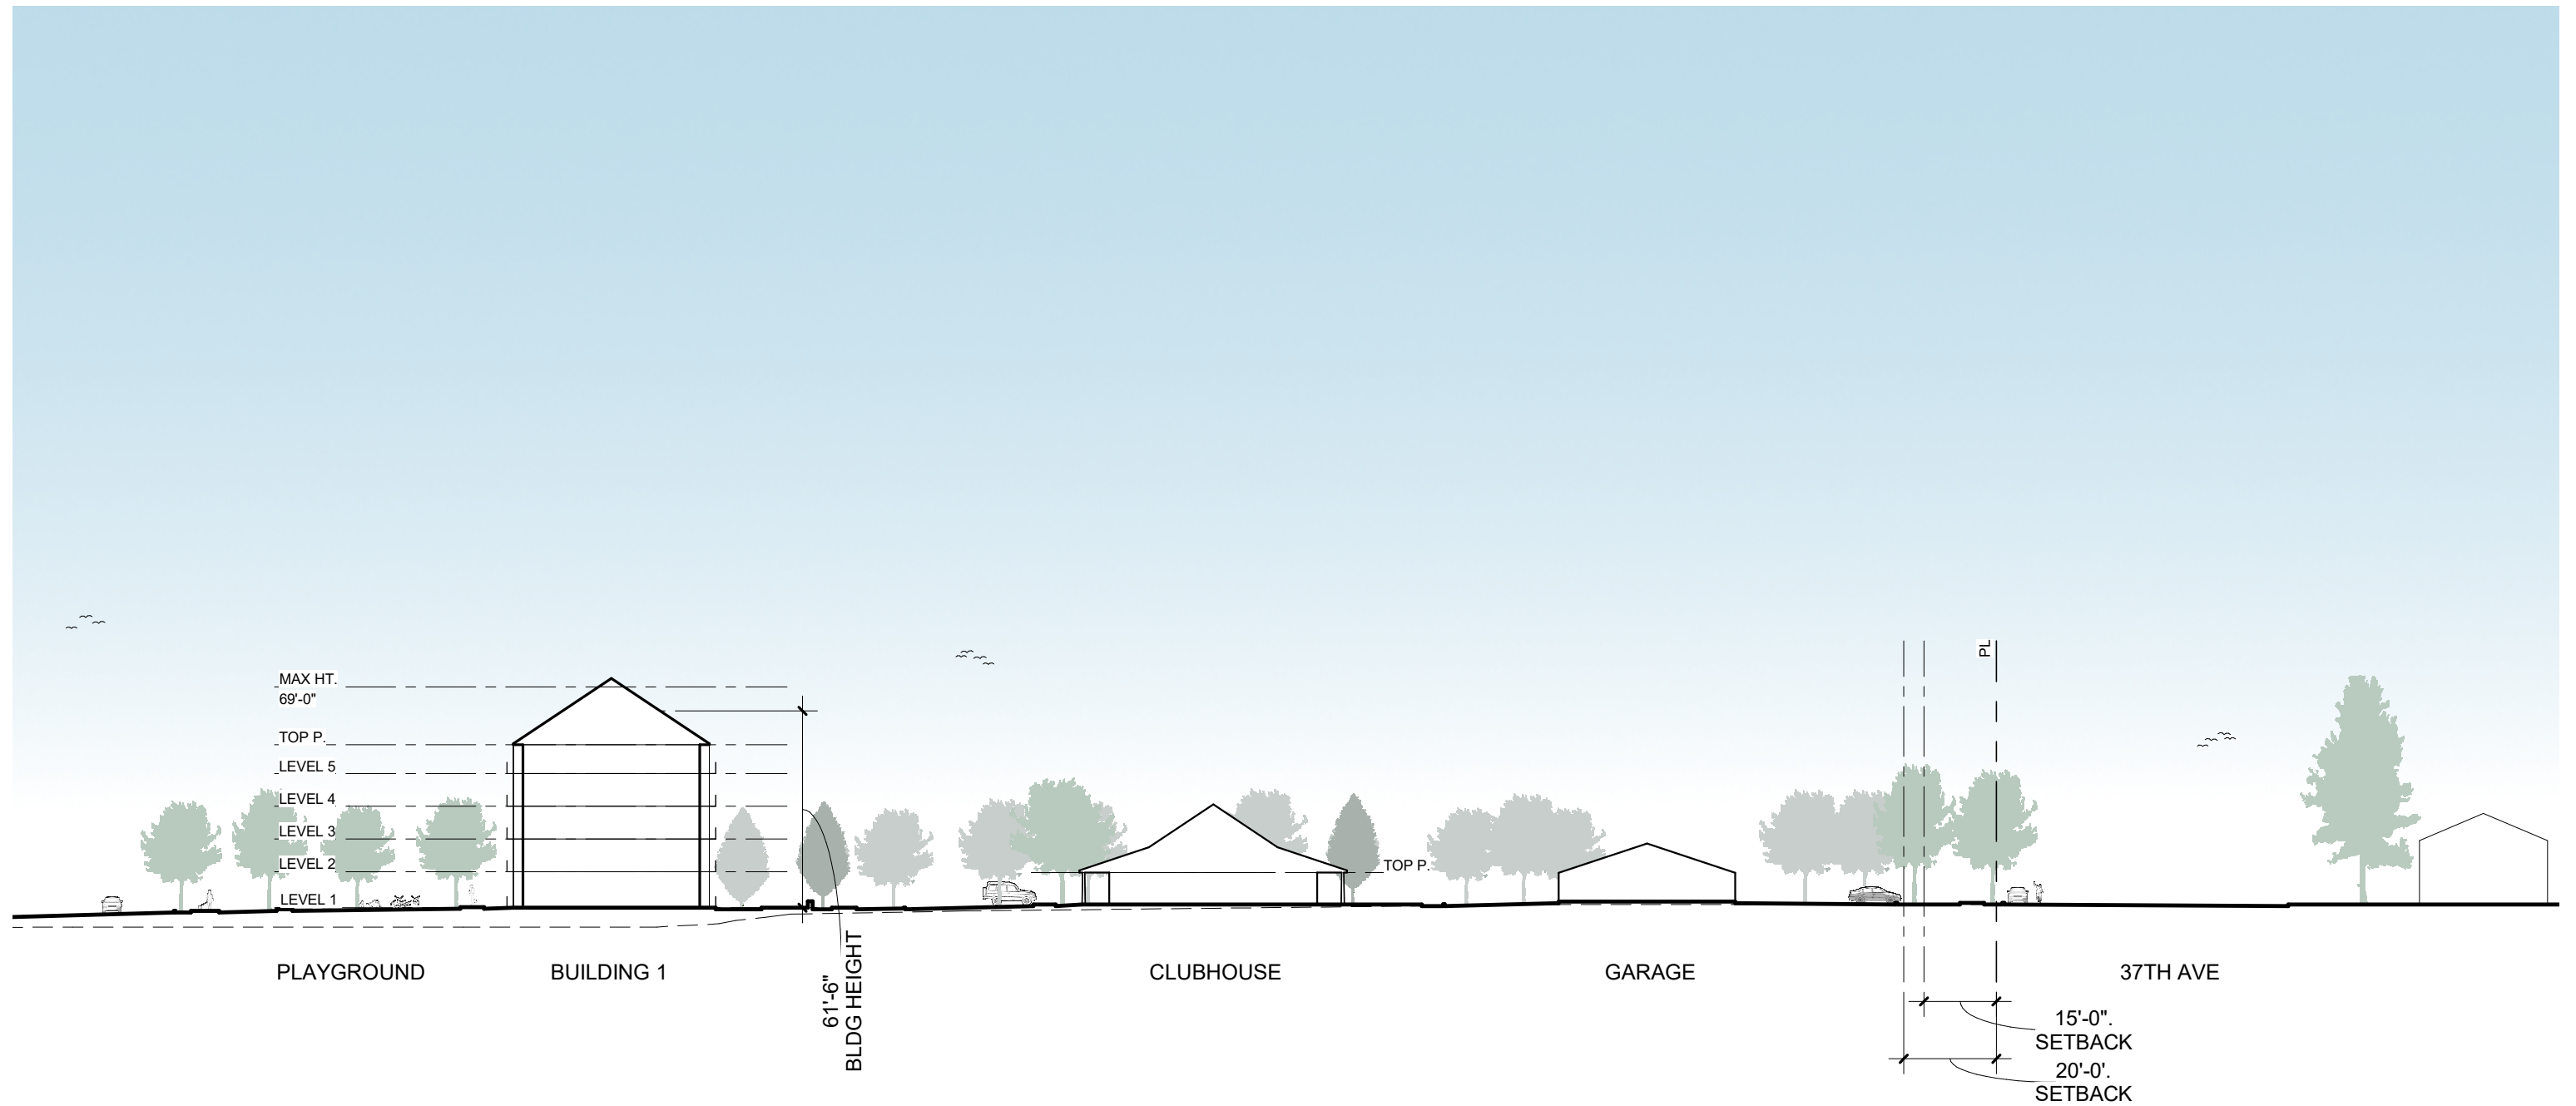 MAX HT.
69'-0"
TOP P.
LEVEL 5
LEVEL 4
LEVEL 3
LEVEL 2
LEVEL 1
TOP P.
PL
PLAYGROUND
BUILDING 1
61'-6"
BLDG HEIGHT
CLUBHOUSE
GARAGE
37TH AVE
15'-0".
SETBACK
20'-0'.
SETBACK